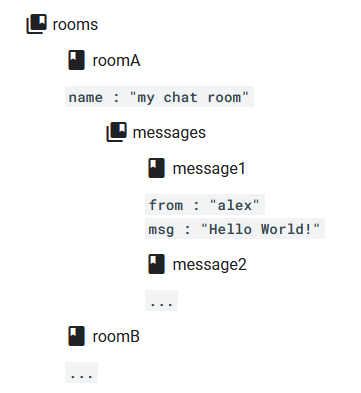 rooms
roomA
name : "my chat room"
messages
message1
from : "alex"
msg : "Hello World!"
message2
...
roomB
...